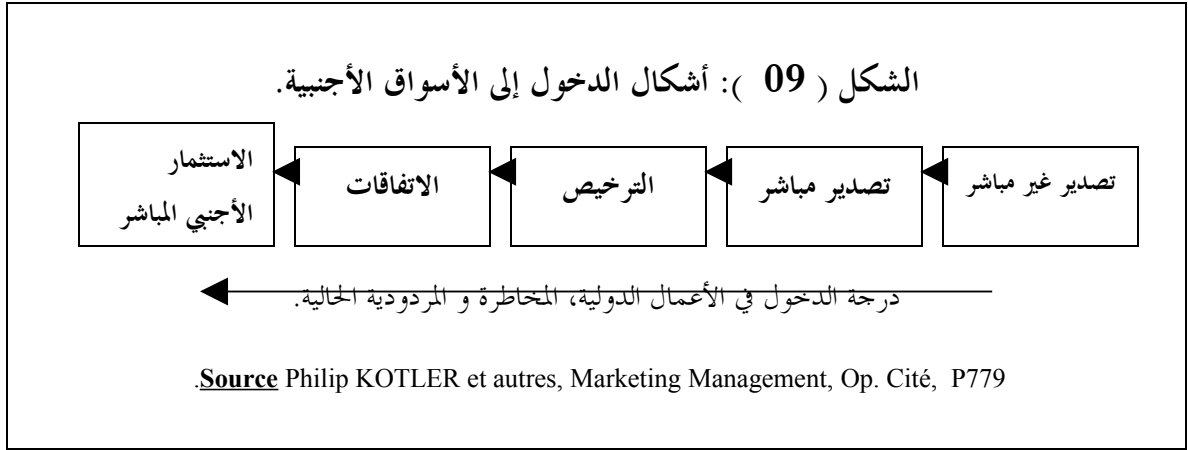 الشكل ( 09 ): أشكال الدخول إلى الأسواق الأجنبية.
تصدير غير مباشر
تصدير مباشر
الترخيص
الاتفاقات
الاستثمار
الأجنبي المباشر
درجة الدخول في الأعمال الدولية، المخاطرة و المردودية الحالية.
.Source Philip KOTLER et autres, Marketing Management, Op. Cité, P779